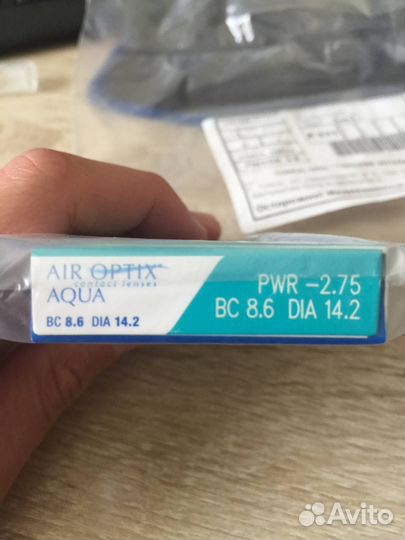 AIR OPTIX
contact lenses
AQUA
BC 8.6 DIA 14.2
PWR -2.75
BC 8.6 DIA 14.2
Avito